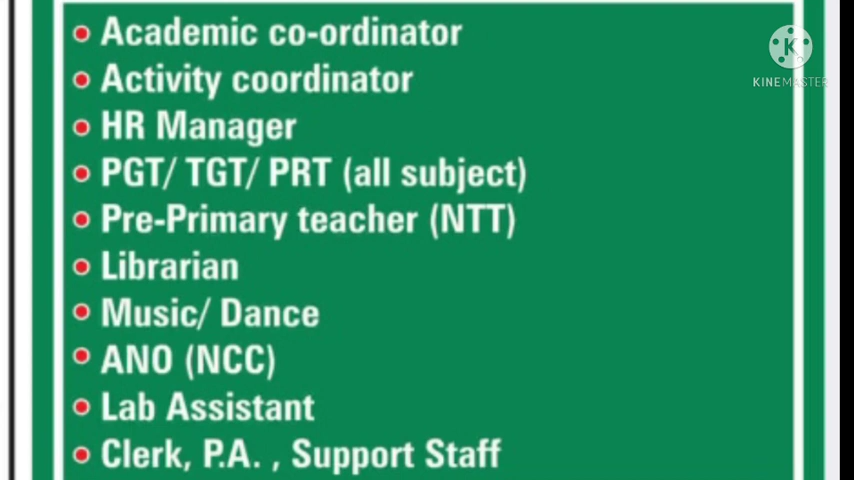 Academic co-ordinator
Activity coordinator
HR Manager
PGT/ TGT/ PRT (all subject)
Pre-Primary teacher (NTT)
Librarian
Music/ Dance
ANO (NCC)
Lab Assistant
Clerk, P.A. , Support Staff
K
KINEMASTER